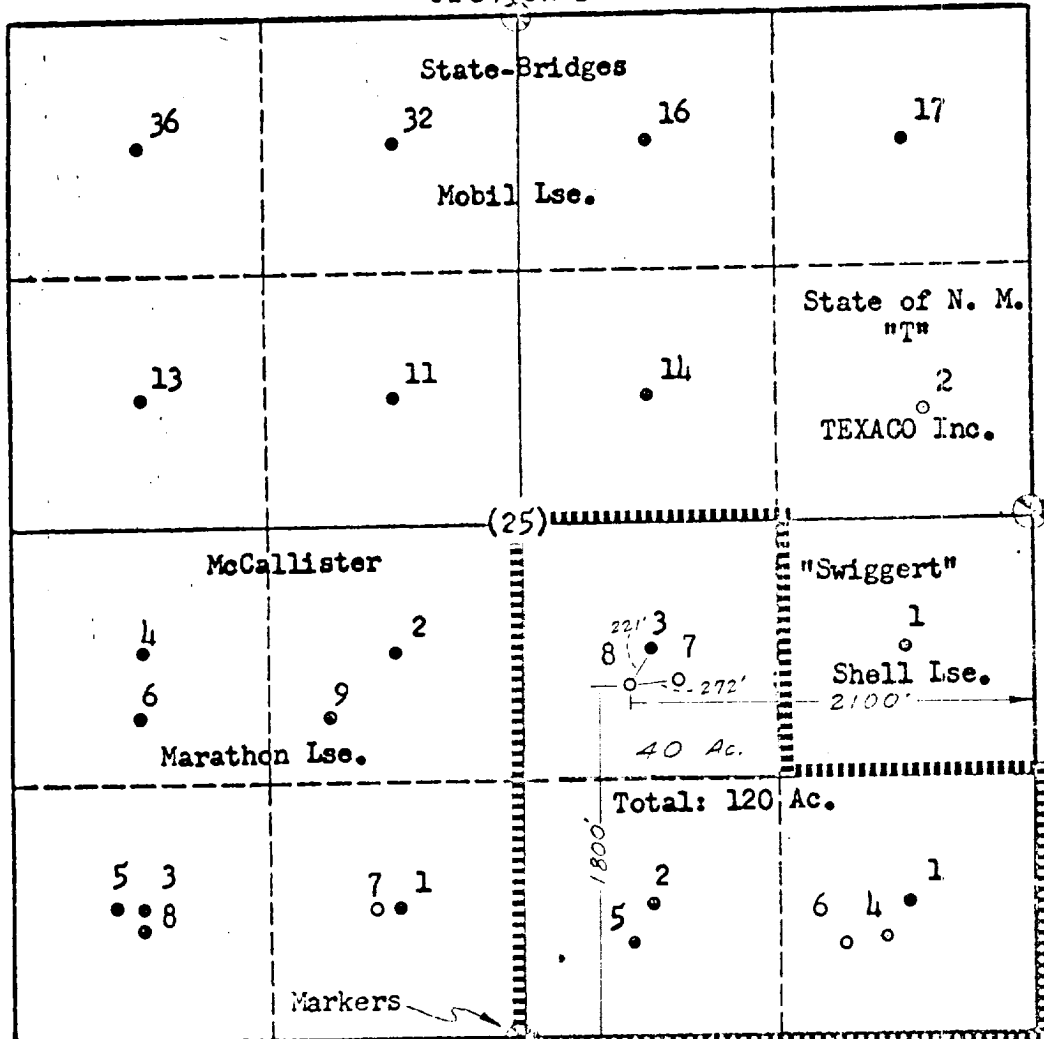 State-Bridges
36 32 16 17
Mobil Lse.
State of N. M.
"T"
13 11 14 2
TEXACO Inc.
(25)
McCallister "Swiggert"
4 2 8 221' 3 7 1
6 9 272' Shell Lse.
2100'
Marathon Lse. 40 Ac.
Total: 120 Ac.
1800'
5 3 7 1 2 6 4 1
8 5
Markers